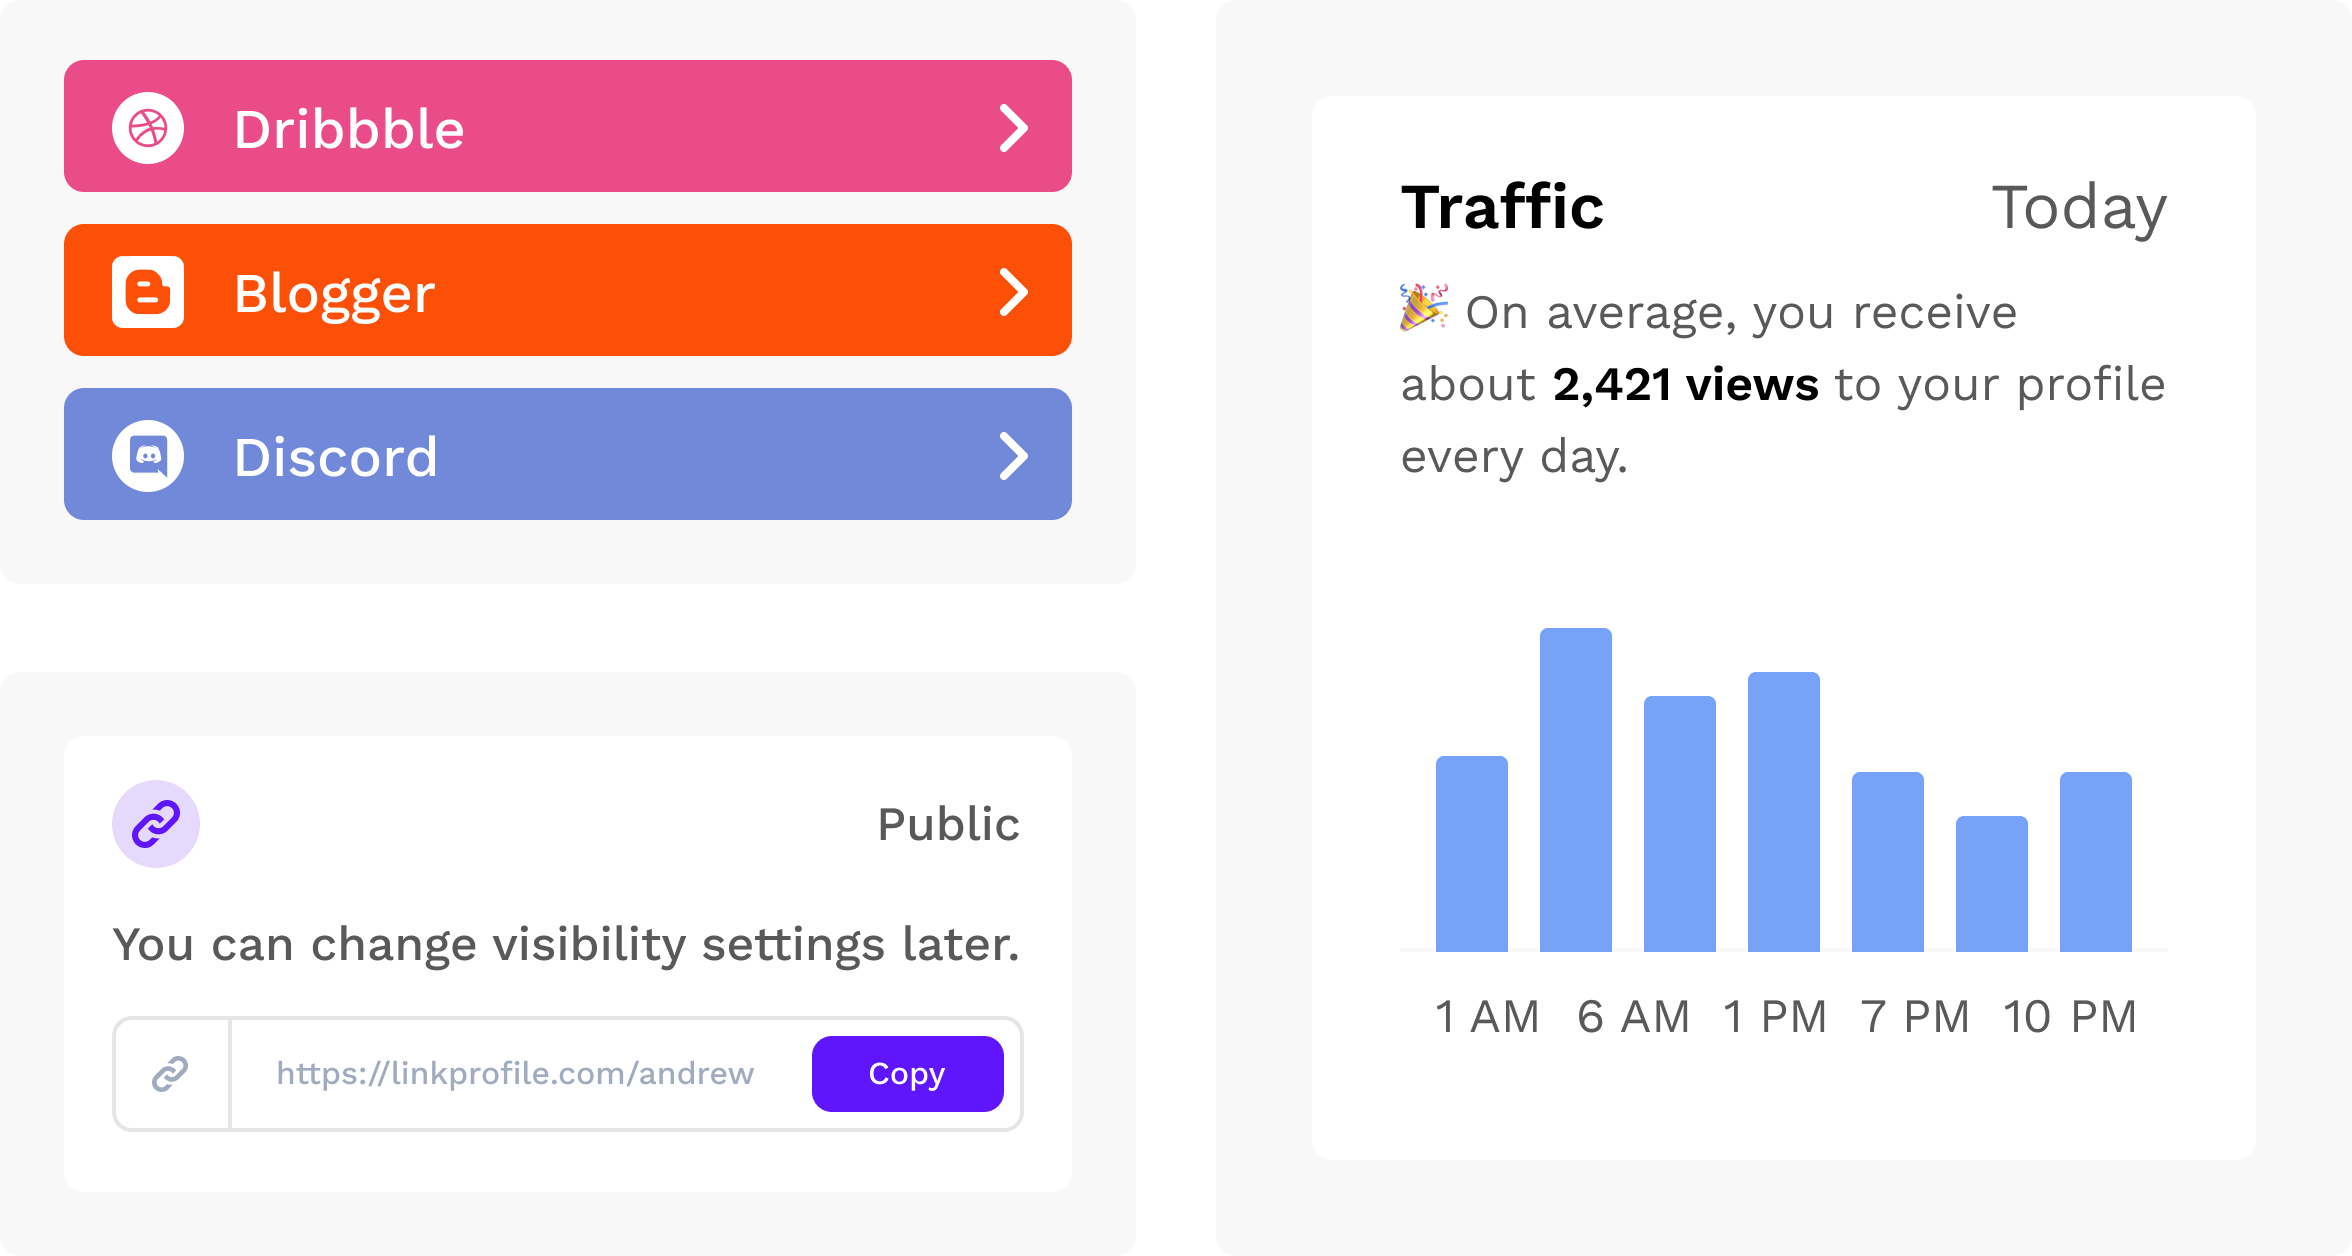 Dribbble
Blogger
Discord
Public
You can change visibility settings later.
https://linkprofile.com/andrew
Copy
Traffic
Today
🎉 On average, you receive
about 2,421 views to your profile
every day.
1 AM 6 AM 1 PM 7 PM 10 PM